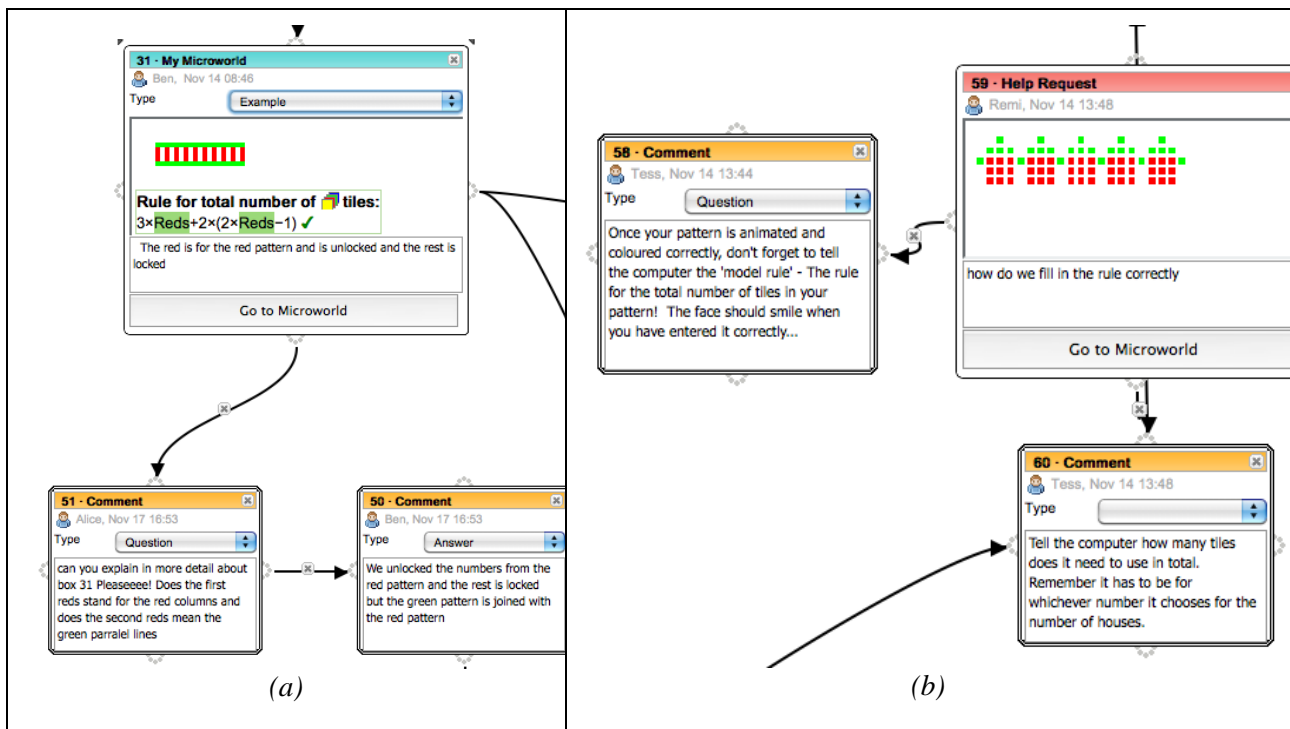 31 - My Microworld
Ben, Nov 14 08:46
Type Example
Rule for total number of tiles:
3×Reds+2×(2×Reds−1) ✓
The red is for the red pattern and is unlocked and the rest is
locked
Go to Microworld
51 - Comment
Alice, Nov 17 16:53
Type Question
can you explain in more detail about
box 31 Pleaseeee! Does the first
reds stand for the red columns and
does the second reds mean the
green parralel lines
50 - Comment
Ben, Nov 17 16:53
Type Answer
We unlocked the numbers from the
red pattern and the rest is locked
but the green pattern is joined with
the red pattern
(a)
58 - Comment
Tess, Nov 14 13:44
Type Question
Once your pattern is animated and
coloured correctly, don't forget to tell
the computer the 'model rule' - The rule
for the total number of tiles in your
pattern! The face should smile when
you have entered it correctly...
59 - Help Request
Remi, Nov 14 13:48
how do we fill in the rule correctly
Go to Microworld
60 - Comment
Tess, Nov 14 13:48
Type
Tell the computer how many tiles
does it need to use in total.
Remember it has to be for
whichever number it chooses for the
number of houses.
(b)